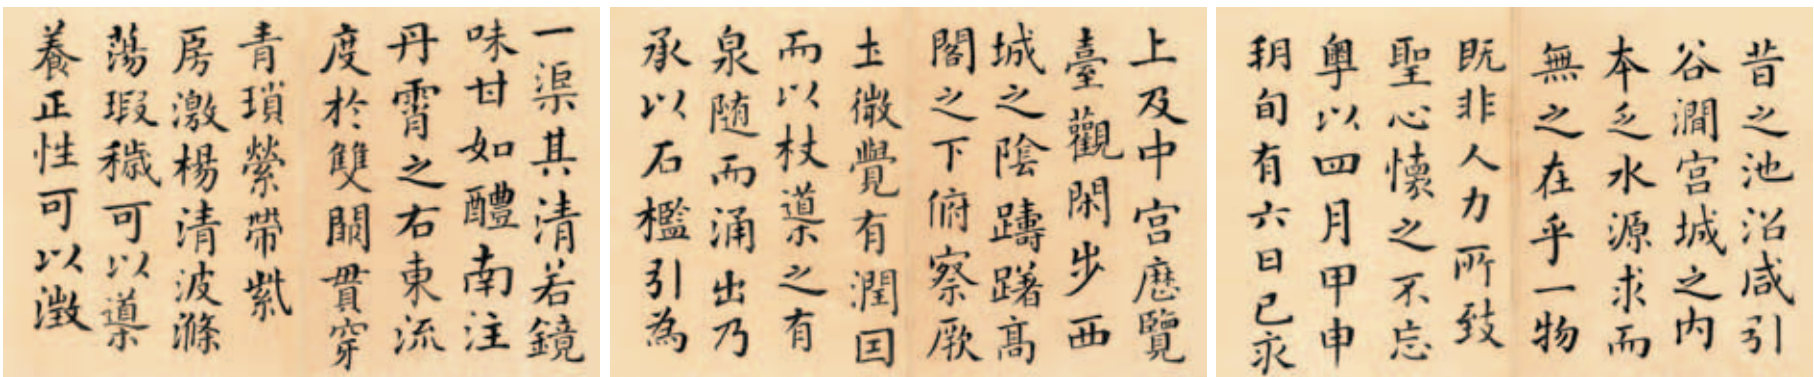 昔之池沼咸引
谷澗宫城之内
本乏水源求而
無之在乎一物
既非人力所致
聖心懷之不忘
粵以四月甲申
朔旬有六日已亥
上及中宫歷覽
臺觀閑步西
城之陰躊躇高
閣之下俯察厥
土微覺有潤因
而以杖導之有
泉随而涌出乃
承以石檻引為
一渠其清若鏡
味甘如醴南注
丹霄之右東流
度於雙闕貫穿
青瑣縈帶紫
房激楊清波滌
蕩瑕穢可以導
養正性可以澂